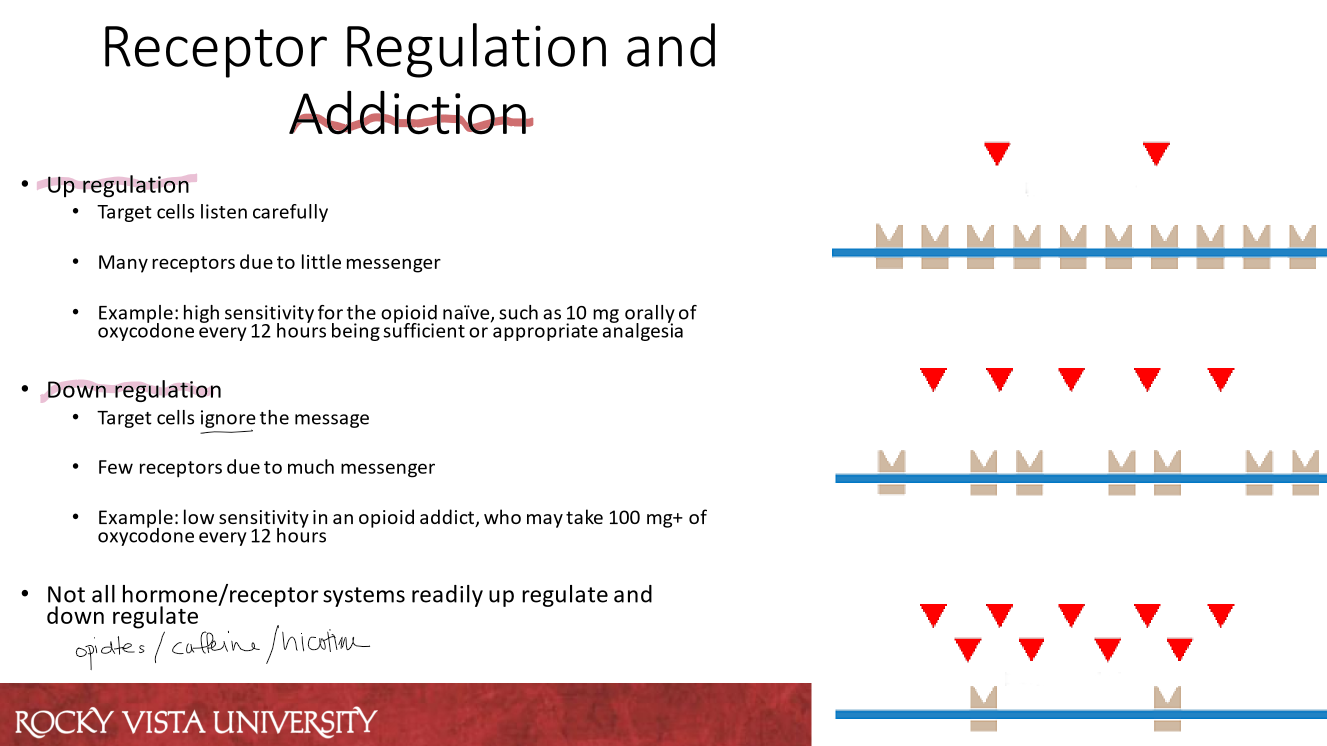 Receptor Regulation and
Addiction
• Up regulation
• Target cells listen carefully
• Many receptors due to little messenger
• Example: high sensitivity for the opioid naïve, such as 10 mg orally of
oxycodone every 12 hours being sufficient or appropriate analgesia
• Down regulation
• Target cells ignore the message
• Few receptors due to much messenger
• Example: low sensitivity in an opioid addict, who may take 100 mg+ of
oxycodone every 12 hours
• Not all hormone/receptor systems readily up regulate and
down regulate
opiates / caffeine / nicotine
ROCKY VISTA UNIVERSITY